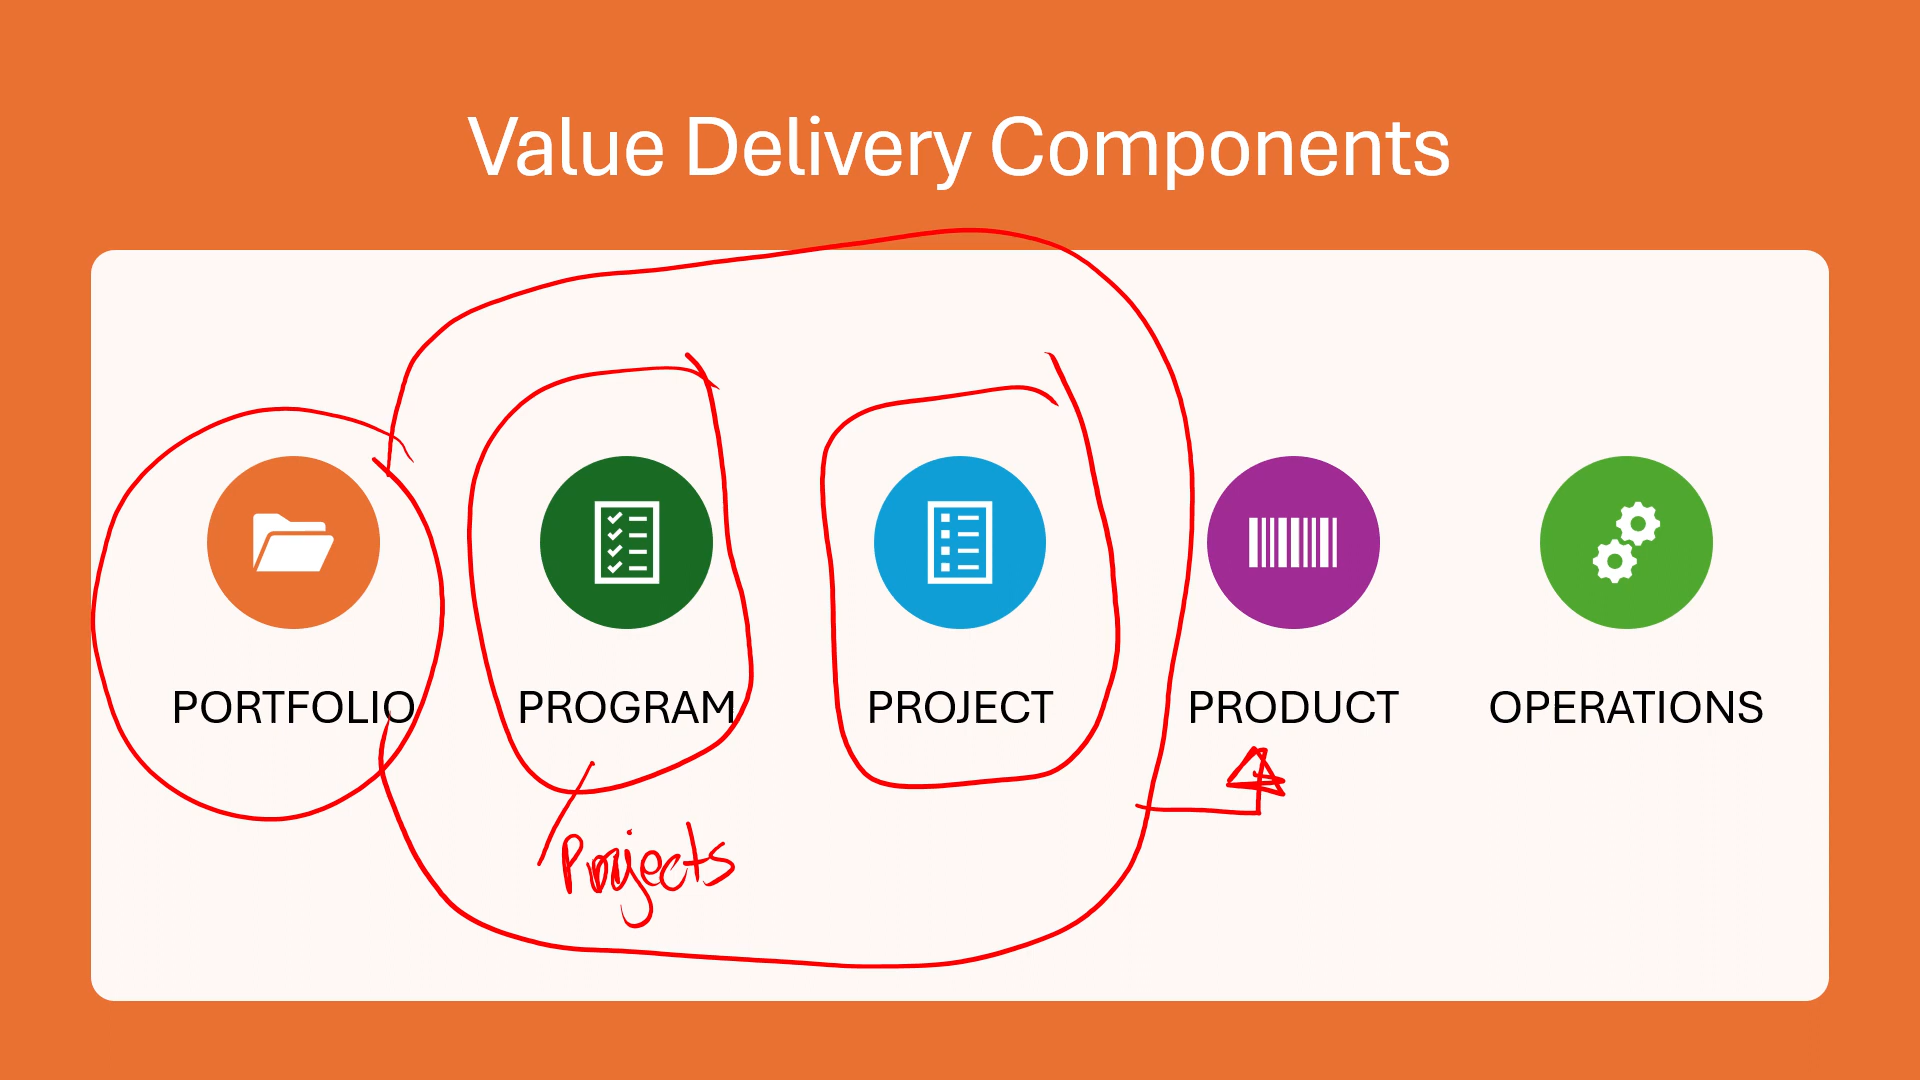 Value Delivery Components
PORTFOLIO PROGRAM PROJECT PRODUCT OPERATIONS
Projects